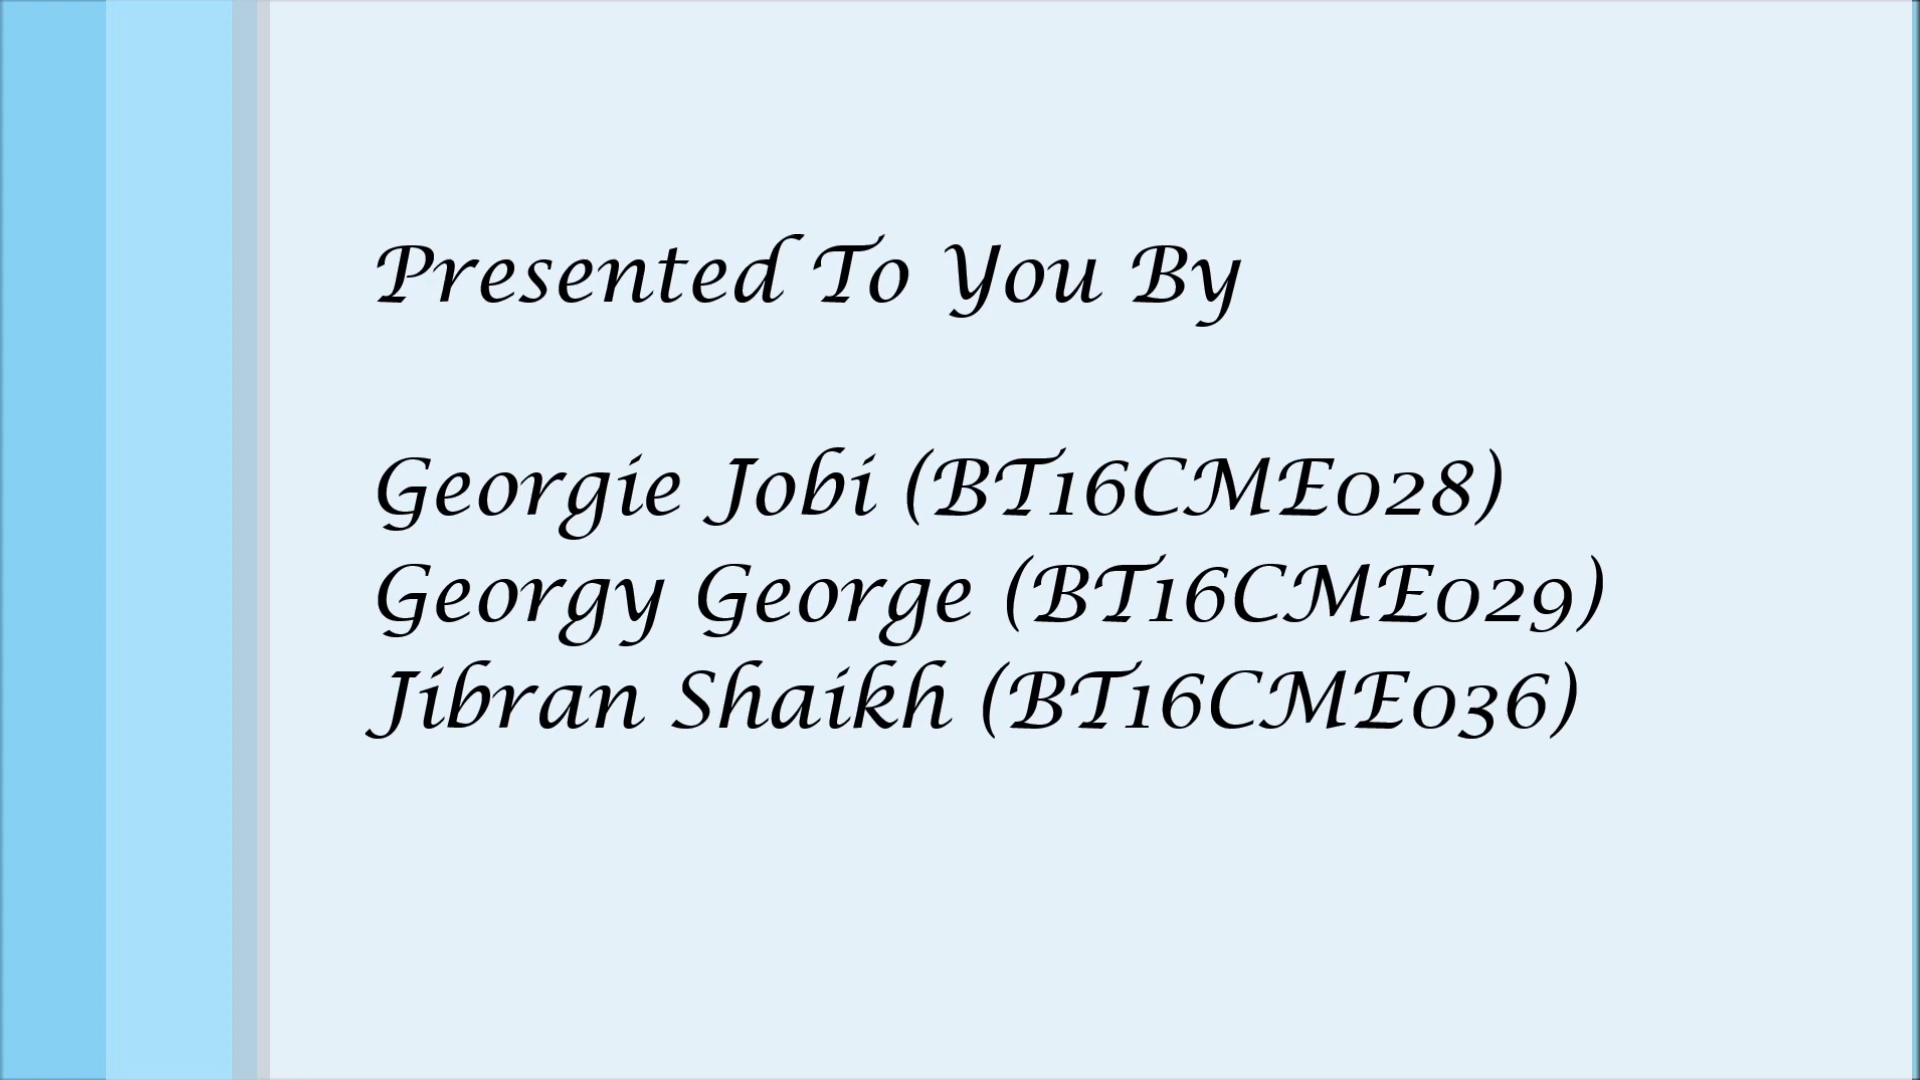 Presented To You By
Georgie Jobi (BT16CME028)
Georgy George (BT16CME029)
Jibran Shaikh (BT16CME036)